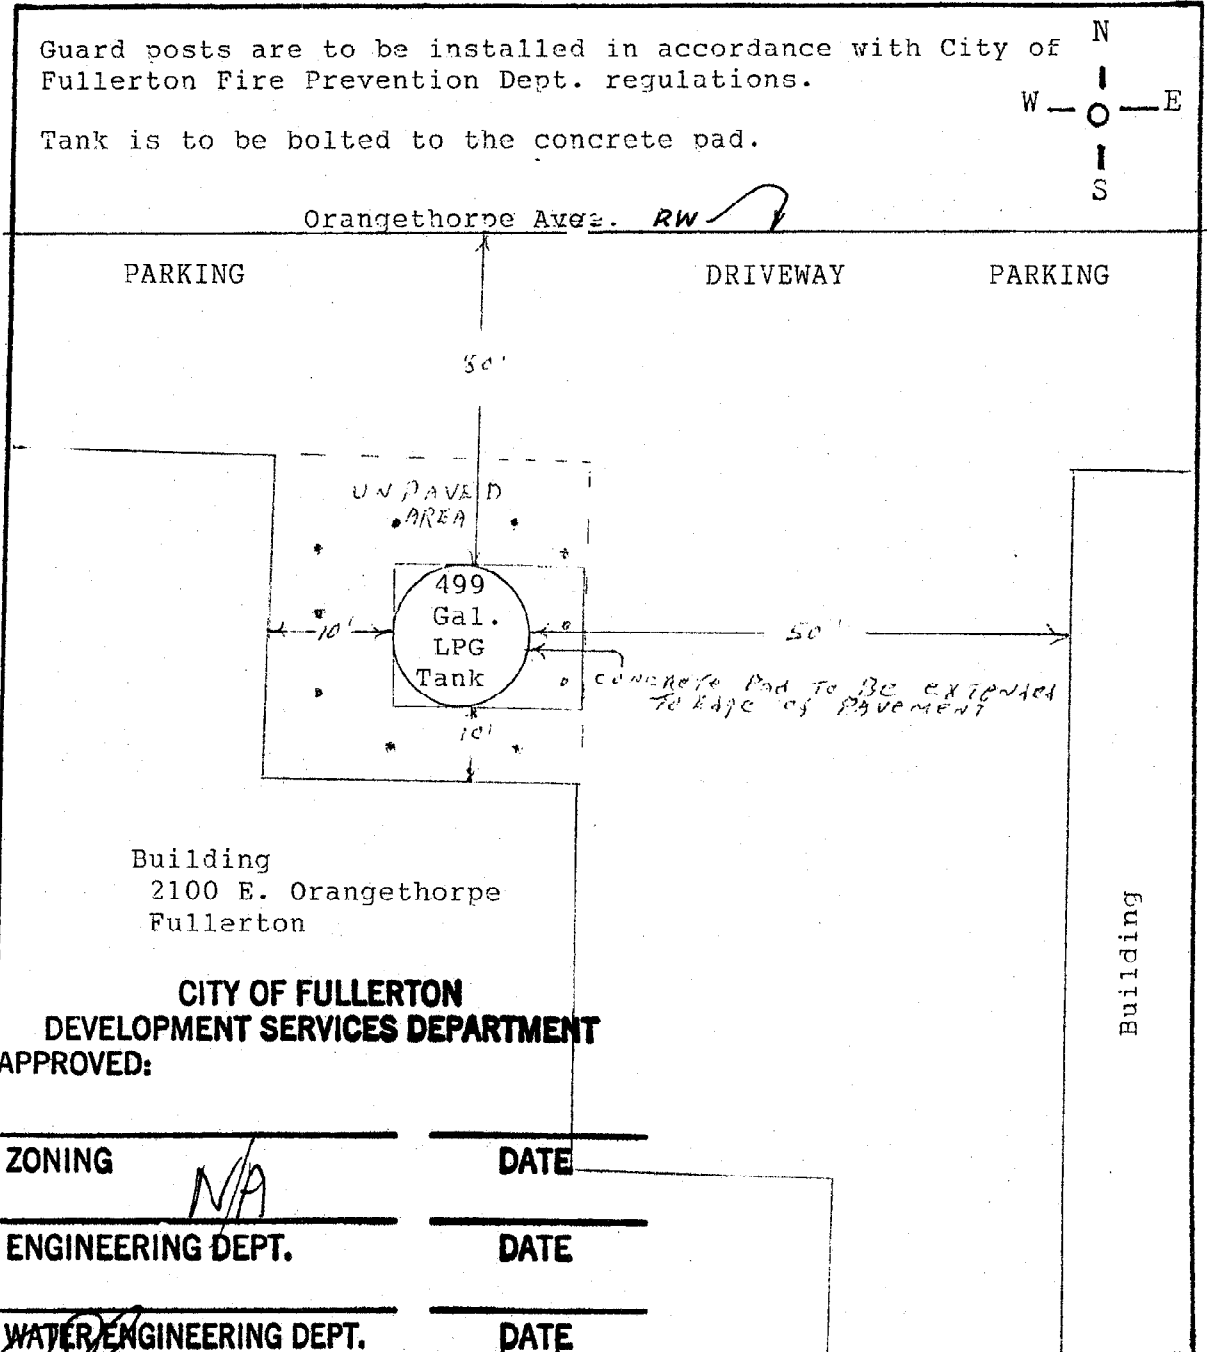 Guard posts are to be installed in accordance with City of
Fullerton Fire Prevention Dept. regulations.
N
W E
Tank is to be bolted to the concrete pad.
S
Orangethorpe Ave. RW
PARKING DRIVEWAY PARKING
UNPAVED
AREA
499
Gal.
LPG
Tank
10' 50'
CONCRETE Pad To Be extended
To Edge of PAVEMENT
10'
Building
2100 E. Orangethorpe
Fullerton
Building
CITY OF FULLERTON
DEVELOPMENT SERVICES DEPARTMENT
APPROVED:
ZONING DATE
N/A
ENGINEERING DEPT. DATE
WATER ENGINEERING DEPT. DATE